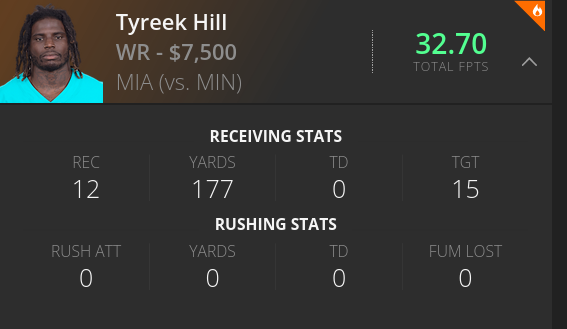 Tyreek Hill
WR - $7,500
MIA (vs. MIN)
32.70
TOTAL FPTS
RECEIVING STATS
REC YARDS TD TGT
12 177 0 15
RUSHING STATS
RUSH ATT YARDS TD FUM LOST
0 0 0 0